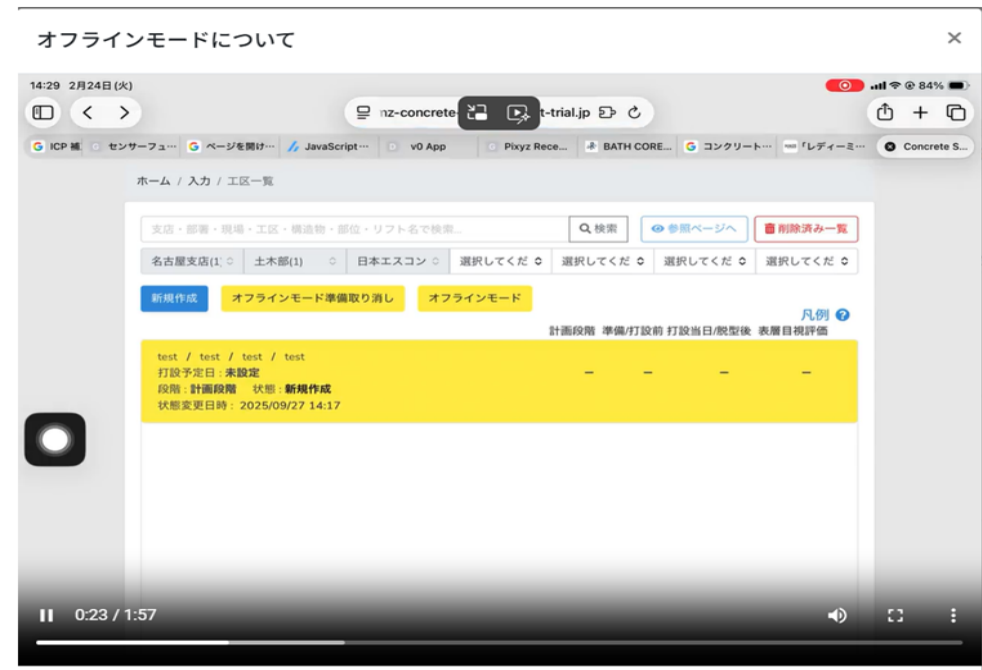 オフラインモードについて ×
14:29 2月24日(火) 84%
nz-concrete t-trial.jp
ICP 補 センサーファ… ページを開け… JavaScript… v0 App Pixyz Rece... BATH CORE... コンクリート… 「レディーミ… Concrete S...
ホーム / 入力 / 工区一覧
支店・部署・現場・工区・構造物・部位・リフト名で検索... 検索 参照ページへ 削除済み一覧
名古屋支店(1) 土木部(1) 日本エスコン 選択してくだ 選択してくだ 選択してくだ 選択してくだ
新規作成 オフラインモード準備取り消し オフラインモード
凡例
計画段階 準備/打設前 打設当日/脱型後 表層目視評価
test / test / test / test
打設予定日 : 未設定 − − − −
段階 : 計画段階 状態 : 新規作成
状態変更日時 : 2025/09/27 14:17
0:23 / 1:57